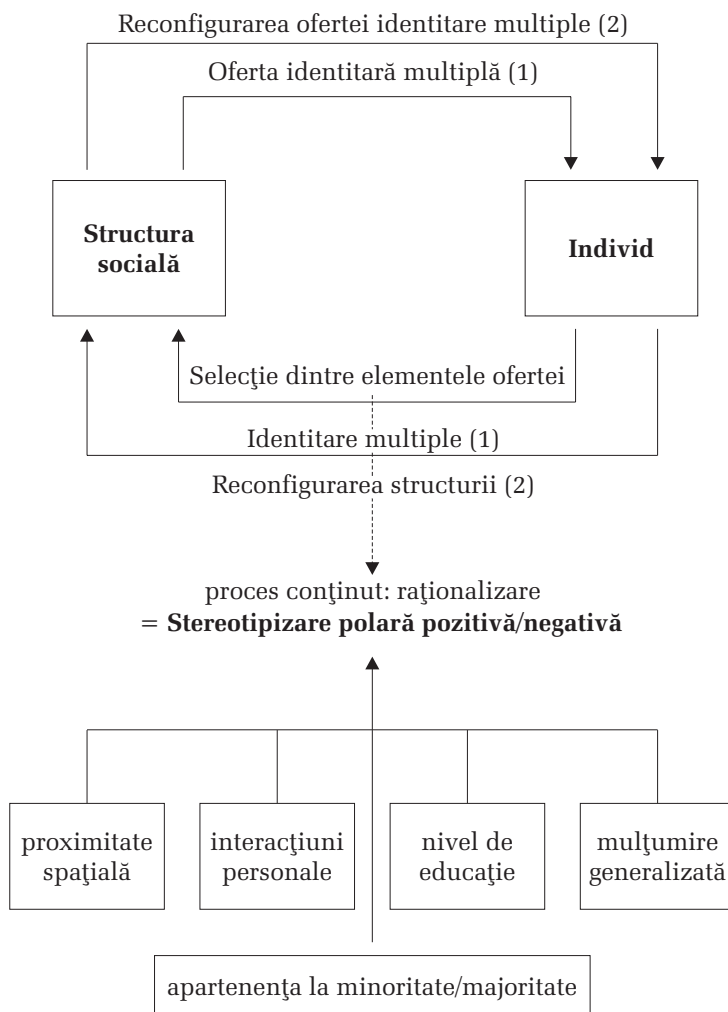 Reconfigurarea ofertei identitare multiple (2)
Oferta identitară multiplă (1)
Structura
socială
Individ
Selecţie dintre elementele ofertei
Identitare multiple (1)
Reconfigurarea structurii (2)
proces conţinut: raţionalizare
= Stereotipizare polară pozitivă/negativă
proximitate
spaţială
interacţiuni
personale
nivel de
educaţie
mulţumire
generalizată
apartenenţa la minoritate/majoritate